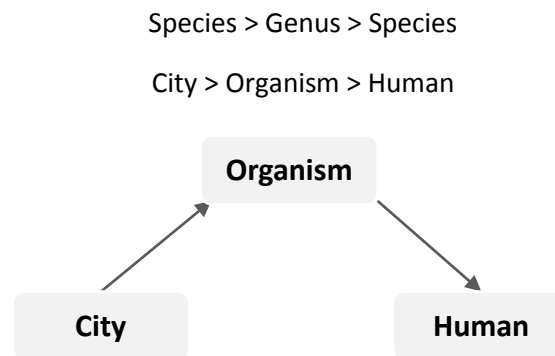 Species > Genus > Species
City > Organism > Human
Organism
City
Human